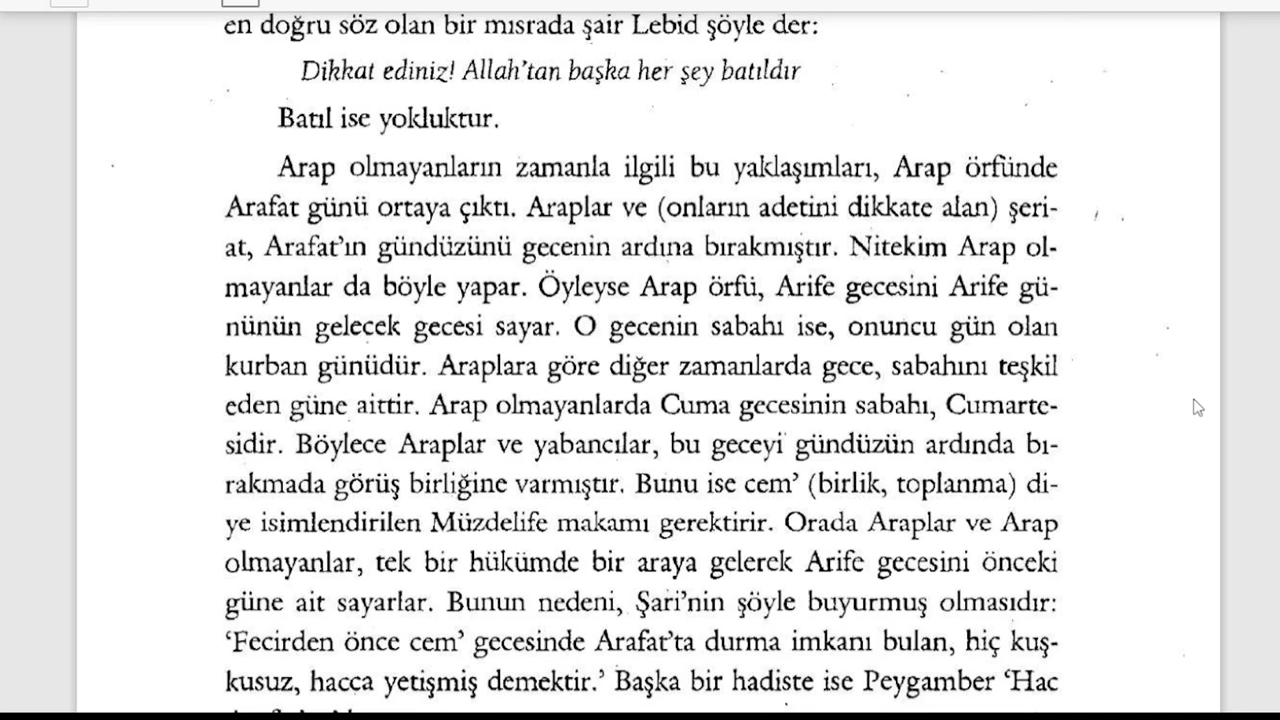 en doğru söz olan bir mısrada şair Lebid şöyle der:
Dikkat ediniz! Allah'tan başka her şey batıldır
Batıl ise yokluktur.
Arap olmayanların zamanla ilgili bu yaklaşımları, Arap örfünde
Arafat günü ortaya çıktı. Araplar ve (onların adetini dikkate alan) şeri-
at, Arafat'ın gündüzünü gecenin ardına bırakmıştır. Nitekim Arap ol-
mayanlar da böyle yapar. Öyleyse Arap örfü, Arife gecesini Arife gü-
nünün gelecek gecesi sayar. O gecenin sabahı ise, onuncu gün olan
kurban günüdür. Araplara göre diğer zamanlarda gece, sabahını teşkil
eden güne aittir. Arap olmayanlarda Cuma gecesinin sabahı, Cumarte-
sidir. Böylece Araplar ve yabancılar, bu geceyi gündüzün ardında bı-
rakmada görüş birliğine varmıştır. Bunu ise cem' (birlik, toplanma) di-
ye isimlendirilen Müzdelife makamı gerektirir. Orada Araplar ve Arap
olmayanlar, tek bir hükümde bir araya gelerek Arife gecesini önceki
güne ait sayarlar. Bunun nedeni, Şari'nin şöyle buyurmuş olmasıdır:
'Fecirden önce cem' gecesinde Arafat'ta durma imkanı bulan, hiç kuş-
kusuz, hacca yetişmiş demektir.' Başka bir hadiste ise Peygamber 'Hac